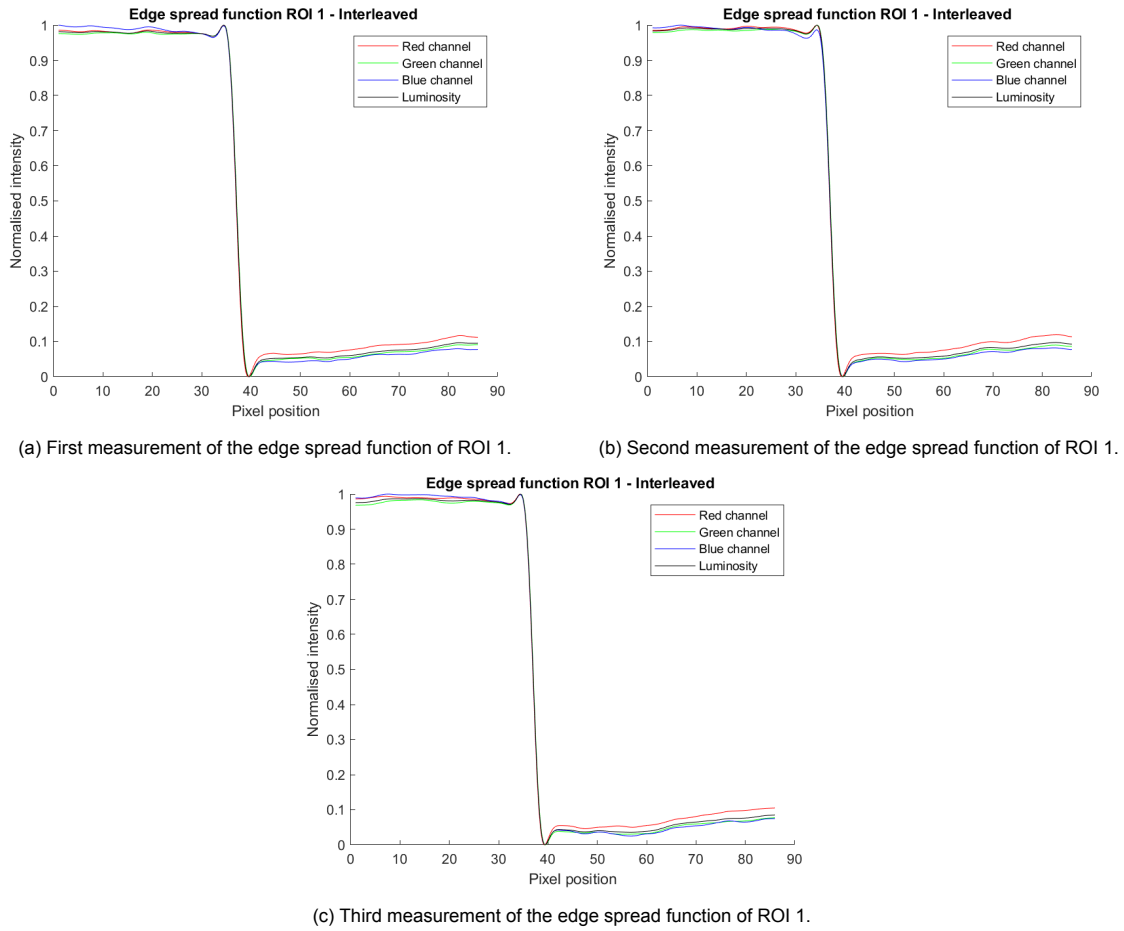 Edge spread function ROI 1 - Interleaved
Red channel
Green channel
Blue channel
Luminosity
Normalised intensity
1
0.9
0.8
0.7
0.6
0.5
0.4
0.3
0.2
0.1
0
0 10 20 30 40 50 60 70 80 90
Pixel position
(a) First measurement of the edge spread function of ROI 1.
Edge spread function ROI 1 - Interleaved
Red channel
Green channel
Blue channel
Luminosity
Normalised intensity
1
0.9
0.8
0.7
0.6
0.5
0.4
0.3
0.2
0.1
0
0 10 20 30 40 50 60 70 80 90
Pixel position
(b) Second measurement of the edge spread function of ROI 1.
Edge spread function ROI 1 - Interleaved
Red channel
Green channel
Blue channel
Luminosity
Normalised intensity
1
0.9
0.8
0.7
0.6
0.5
0.4
0.3
0.2
0.1
0
0 10 20 30 40 50 60 70 80 90
Pixel position
(c) Third measurement of the edge spread function of ROI 1.